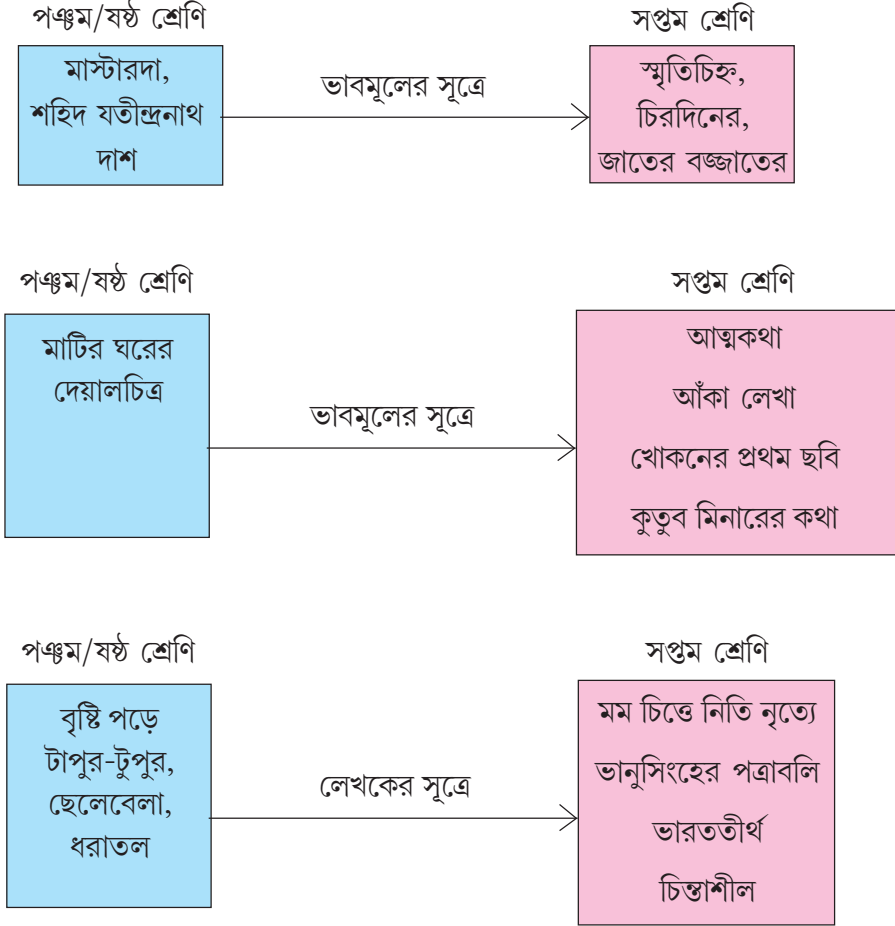 পঞ্চম/ষষ্ঠ শ্রেণি
সপ্তম শ্রেণি
মাস্টারদা,
শহিদ যতীন্দ্রনাথ
দাশ
ভাবমূলের সূত্রে
স্মৃতিচিহ্ন,
চিরদিনের,
জাতের বজ্জাতের
পঞ্চম/ষষ্ঠ শ্রেণি
সপ্তম শ্রেণি
মাটির ঘরের
দেয়ালচিত্র
ভাবমূলের সূত্রে
আত্মকথা
আঁকা লেখা
খোকনের প্রথম ছবি
কুতুব মিনারের কথা
পঞ্চম/ষষ্ঠ শ্রেণি
সপ্তম শ্রেণি
বৃষ্টি পড়ে
টাপুর-টুপুর,
ছেলেবেলা,
ধরাতল
লেখকের সূত্রে
মম চিত্তে নিতি নৃত্যে
ভানুসিংহের পত্রাবলি
ভারততীর্থ
চিন্তাশীল